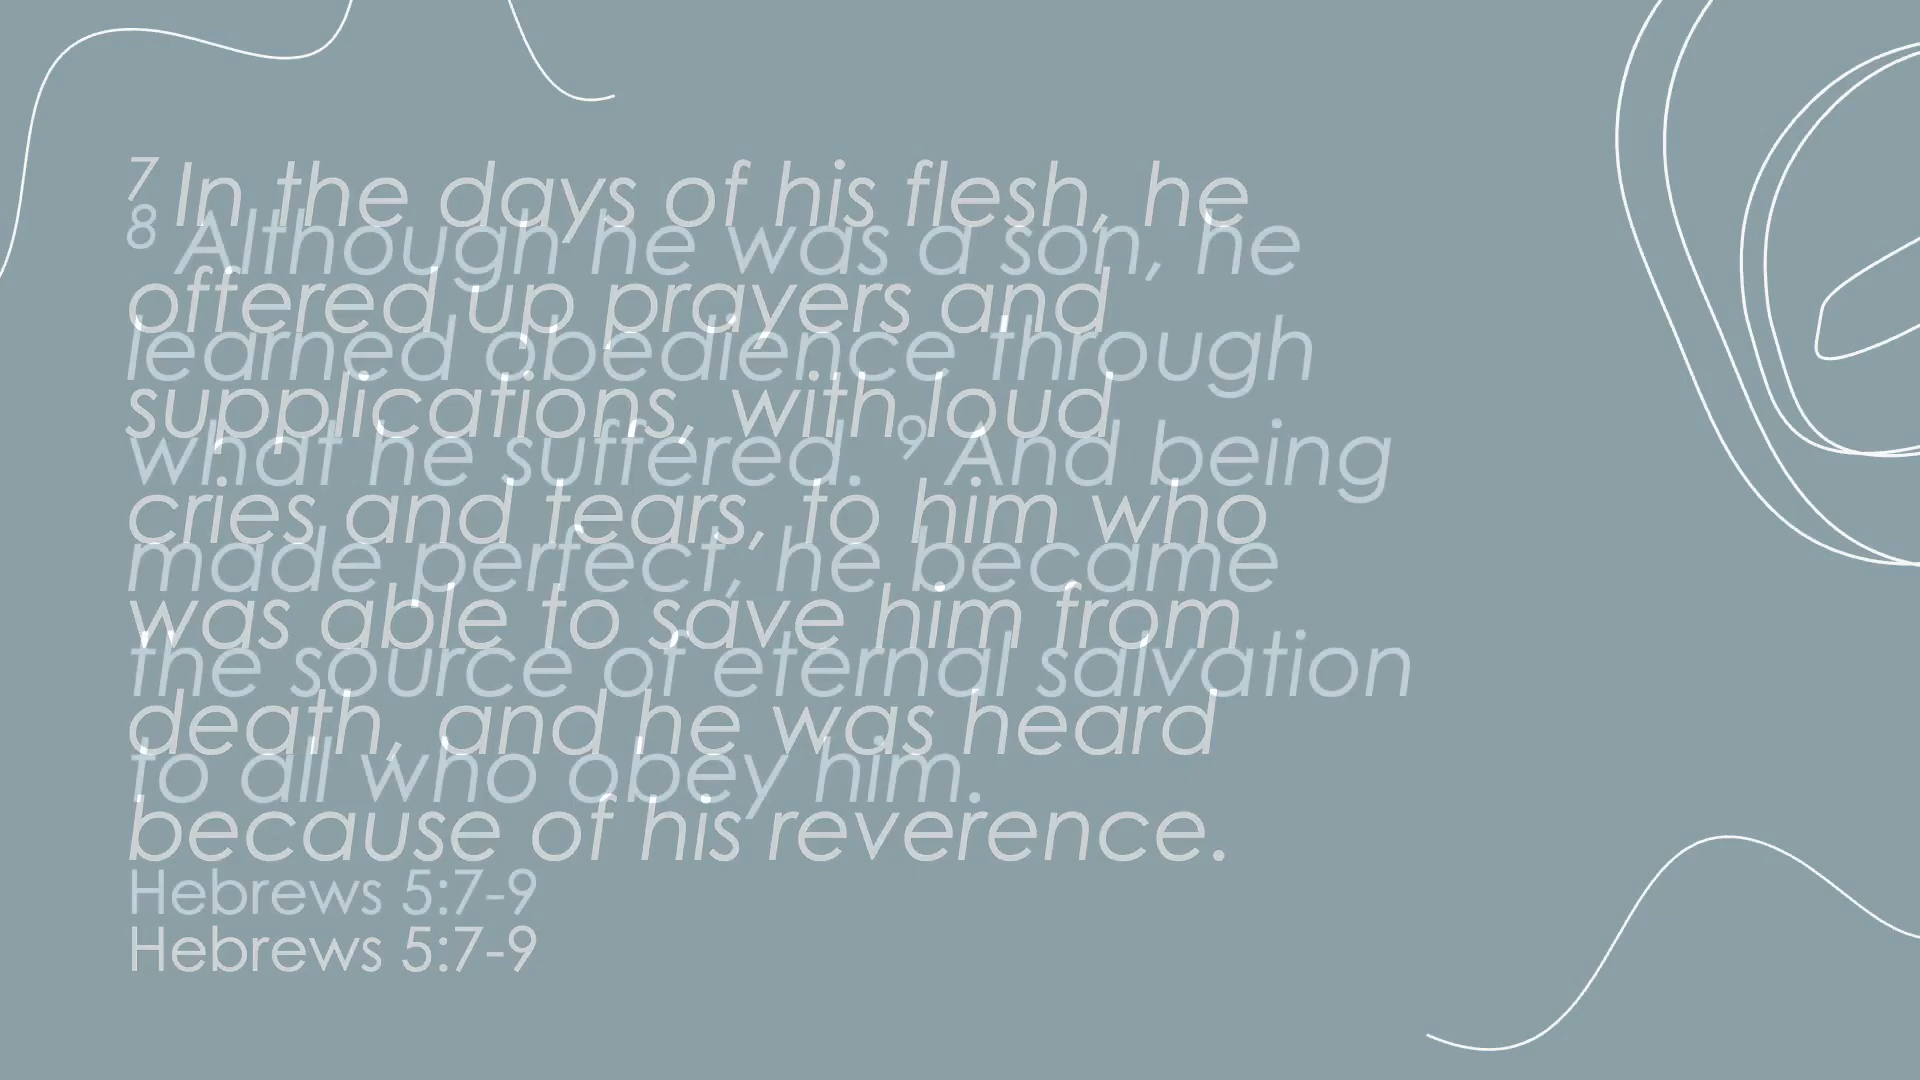 7 In the days of his flesh, he
offered up prayers and
supplications, with loud
cries and tears, to him who
was able to save him from
death, and he was heard
because of his reverence.
Hebrews 5:7-9
8 Although he was a son, he
learned obedience through
what he suffered. 9 And being
made perfect, he became
the source of eternal salvation
to all who obey him.
Hebrews 5:7-9